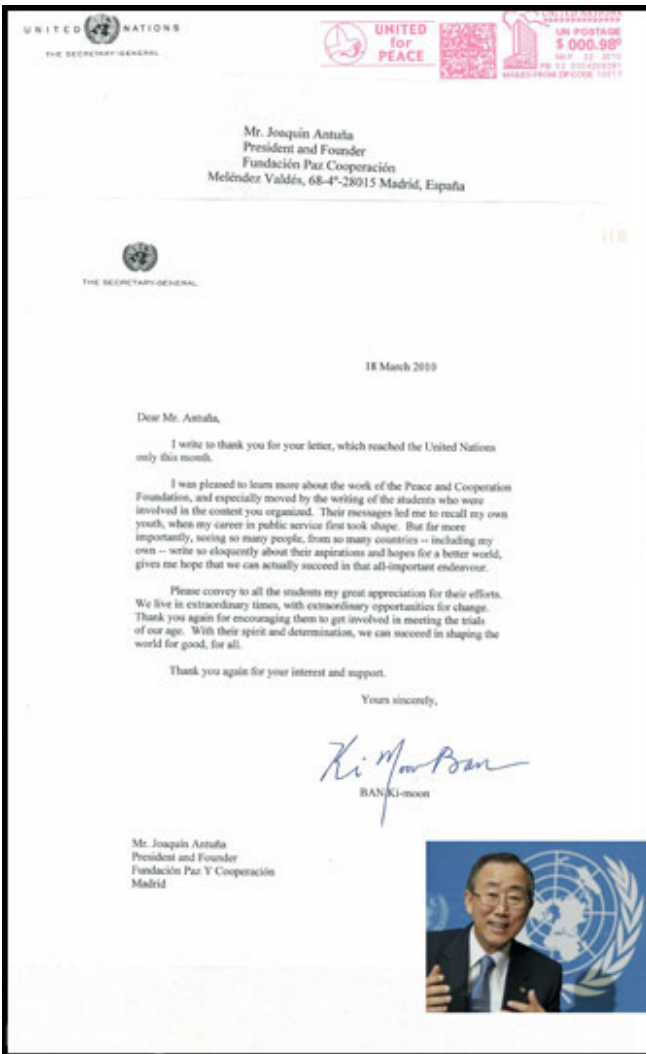 UNITED NATIONS
THE SECRETARY-GENERAL
UNITED
for
PEACE
UNITED NATIONS
UN POSTAGE
$ 000.98⁰
MAILED FROM ZIP CODE 10017
Mr. Joaquin Antuña
President and Founder
Fundación Paz Cooperación
Meléndez Valdés, 68-4º-28015 Madrid, España
THE SECRETARY-GENERAL
18 March 2010
Dear Mr. Antuña,
I write to thank you for your letter, which reached the United Nations
only this month.
I was pleased to learn more about the work of the Peace and Cooperation
Foundation, and especially moved by the writing of the students who were
involved in the contest you organized. Their messages led me to recall my own
youth, when my career in public service first took shape. But far more
importantly, seeing so many people, from so many countries -- including my
own -- write so eloquently about their aspirations and hopes for a better world,
gives me hope that we can actually succeed in that all-important endeavour.
Please convey to all the students my great appreciation for their efforts.
We live in extraordinary times, with extraordinary opportunities for change.
Thank you again for encouraging them to get involved in meeting the trials
of our age. With their spirit and determination, we can succeed in shaping the
world for good, for all.
Thank you again for your interest and support.
Yours sincerely,
Ki Moon Ban
BAN Ki-moon
Mr. Joaquín Antuña
President and Founder
Fundación Paz Y Cooperación
Madrid